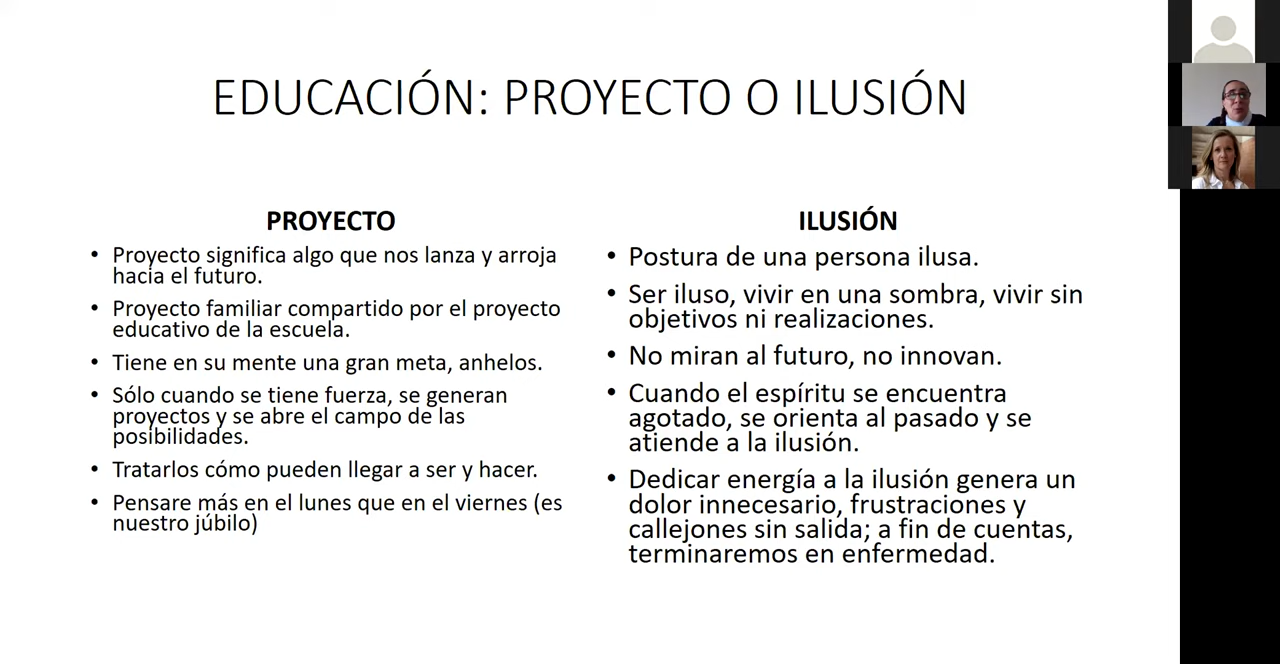 EDUCACIÓN: PROYECTO O ILUSIÓN
PROYECTO
• Proyecto significa algo que nos lanza y arroja
hacia el futuro.
• Proyecto familiar compartido por el proyecto
educativo de la escuela.
• Tiene en su mente una gran meta, anhelos.
• Sólo cuando se tiene fuerza, se generan
proyectos y se abre el campo de las
posibilidades.
• Tratarlos cómo pueden llegar a ser y hacer.
• Pensare más en el lunes que en el viernes (es
nuestro júbilo)
ILUSIÓN
• Postura de una persona ilusa.
• Ser iluso, vivir en una sombra, vivir sin
objetivos ni realizaciones.
• No miran al futuro, no innovan.
• Cuando el espíritu se encuentra
agotado, se orienta al pasado y se
atiende a la ilusión.
• Dedicar energía a la ilusión genera un
dolor innecesario, frustraciones y
callejones sin salida; a fin de cuentas,
terminaremos en enfermedad.